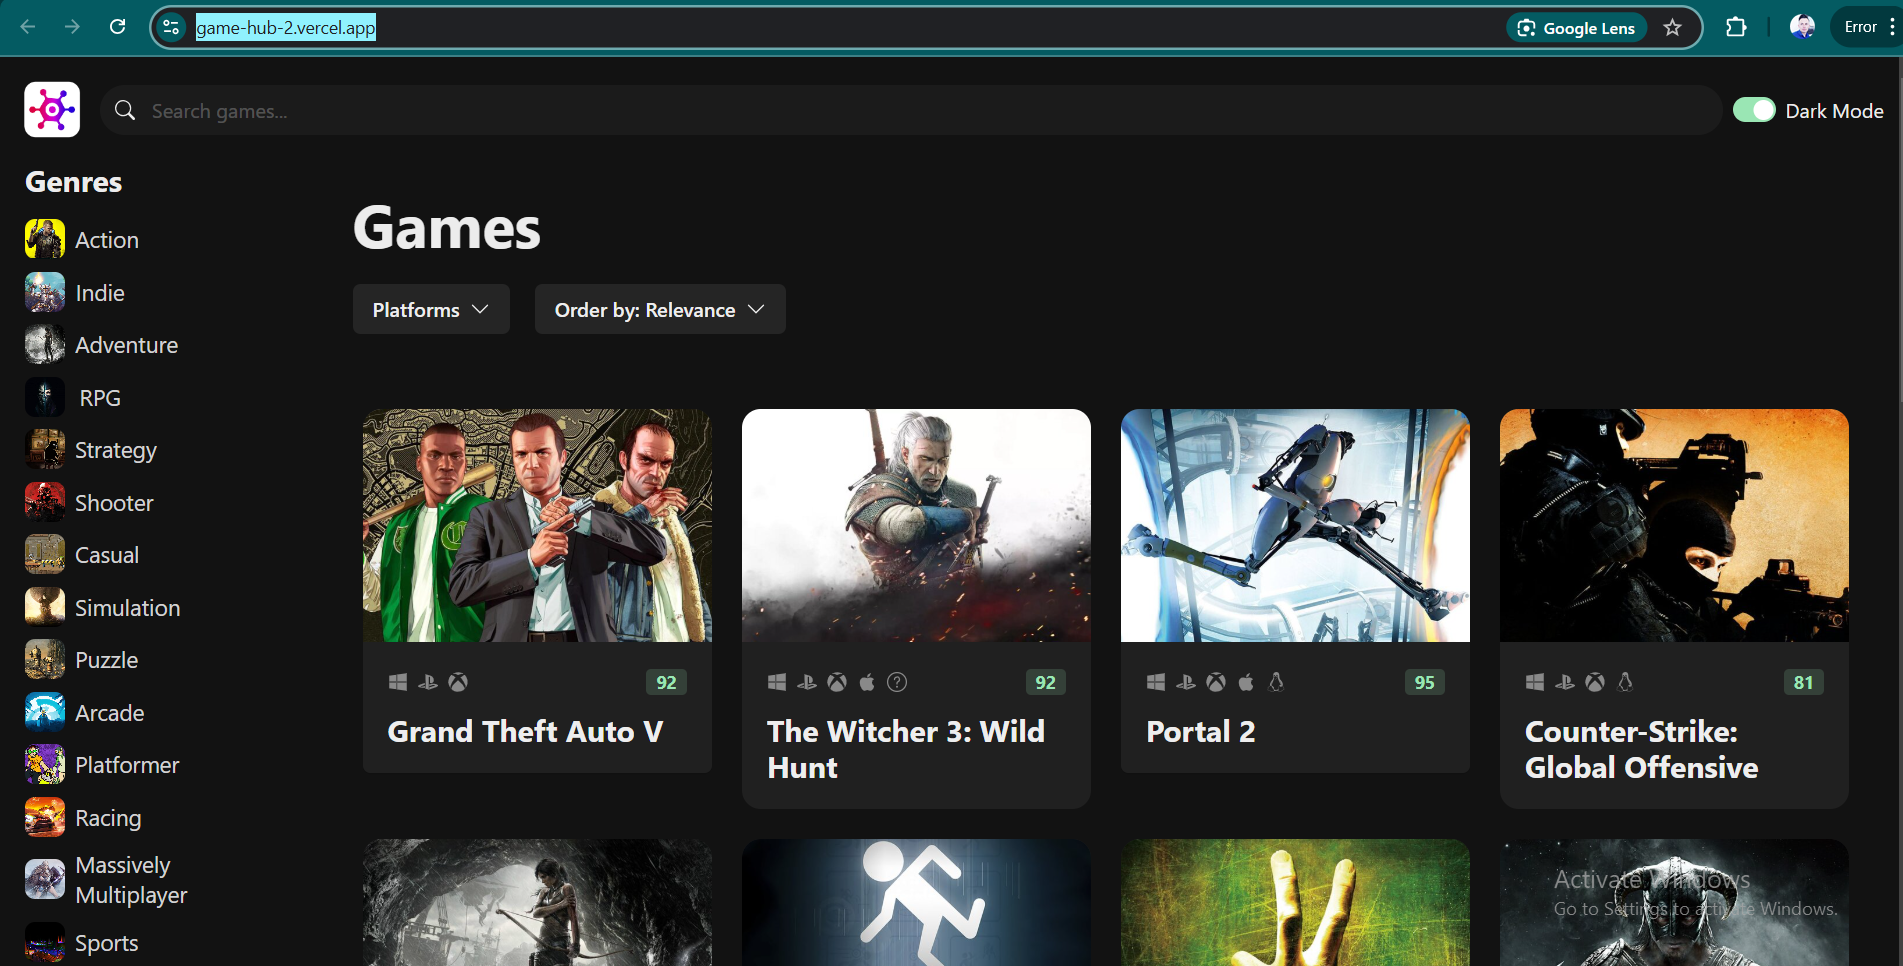 game-hub-2.vercel.app
Google Lens
Error
Search games...
Dark Mode
Genres
Action
Indie
Adventure
RPG
Strategy
Shooter
Casual
Simulation
Puzzle
Arcade
Platformer
Racing
Massively
Multiplayer
Sports
Games
Platforms
Order by: Relevance
92
Grand Theft Auto V
92
The Witcher 3: Wild
Hunt
95
Portal 2
81
Counter-Strike:
Global Offensive
Activate Windows
Go to Settings to activate Windows.